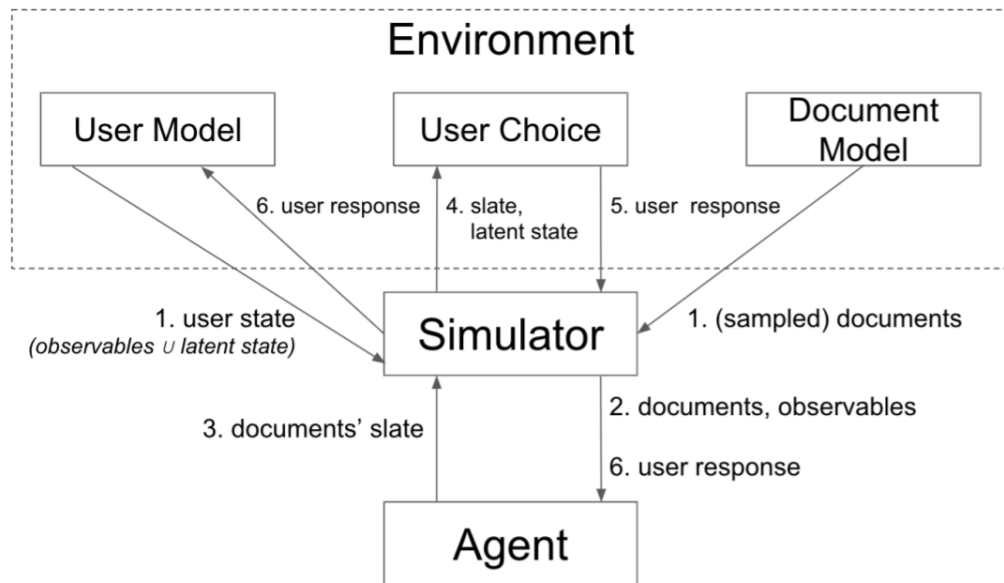 Environment
User Model
User Choice
Document
Model
6. user response
4. slate,
latent state
5. user response
1. user state
(observables ∪ latent state)
Simulator
1. (sampled) documents
3. documents’ slate
2. documents, observables
6. user response
Agent